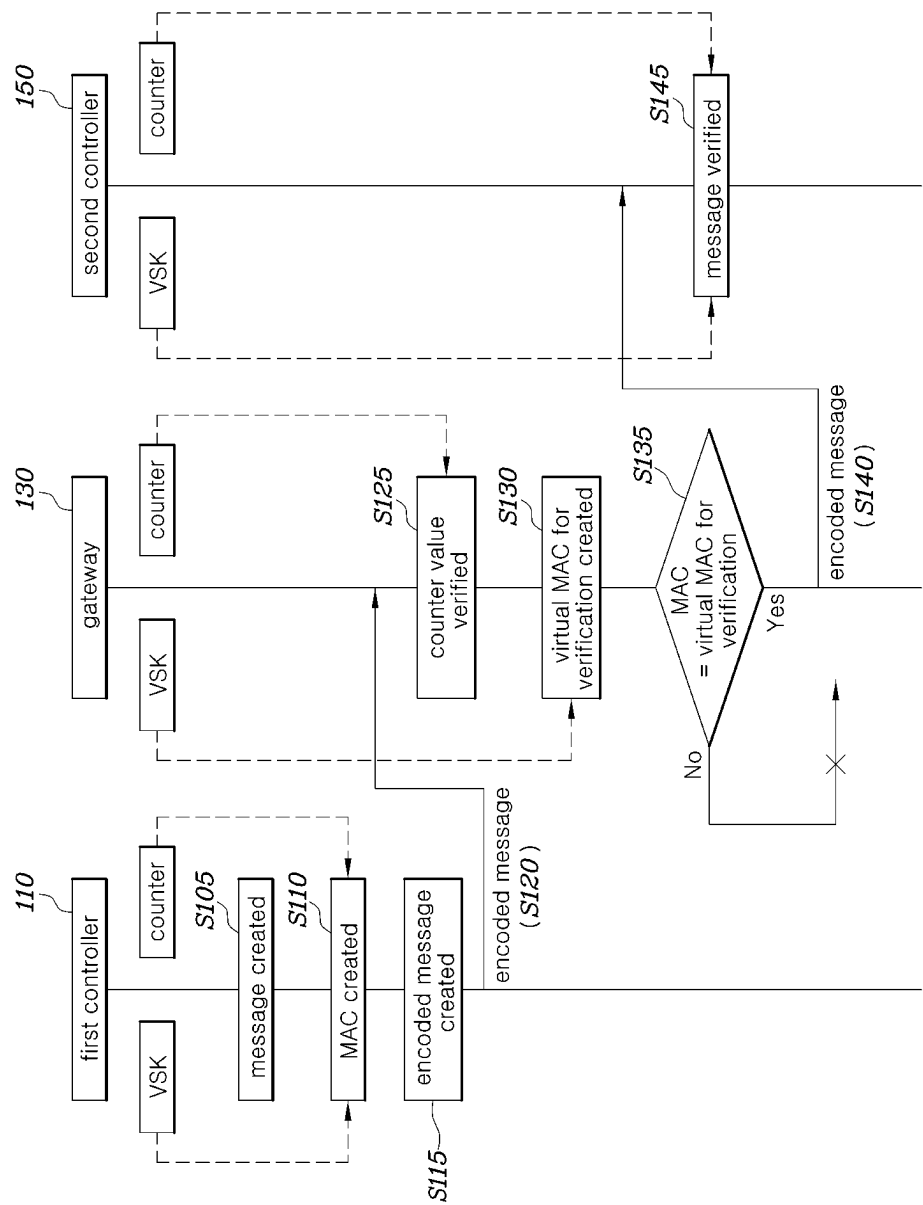 110
first controller
VSK
counter
S105
message created
S110
MAC created
encoded message
created
S115
encoded message
(S120)
130
gateway
VSK
counter
S125
counter value
verified
S130
virtual MAC for
verification created
S135
MAC
= virtual MAC for
verification
No
Yes
encoded message
(S140)
150
second controller
VSK
counter
S145
message verified